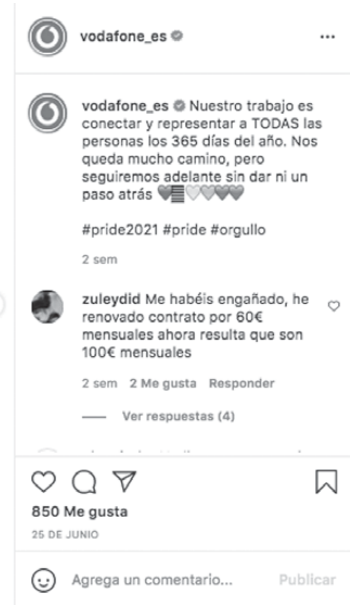 vodafone_es
vodafone_es Nuestro trabajo es
conectar y representar a TODAS las
personas los 365 días del año. Nos
queda mucho camino, pero
seguiremos adelante sin dar ni un
paso atrás
#pride2021 #pride #orgullo
2 sem
zuleydid Me habéis engañado, he
renovado contrato por 60€
mensuales ahora resulta que son
100€ mensuales
2 sem 2 Me gusta Responder
Ver respuestas (4)
850 Me gusta
25 DE JUNIO
Agrega un comentario... Publicar